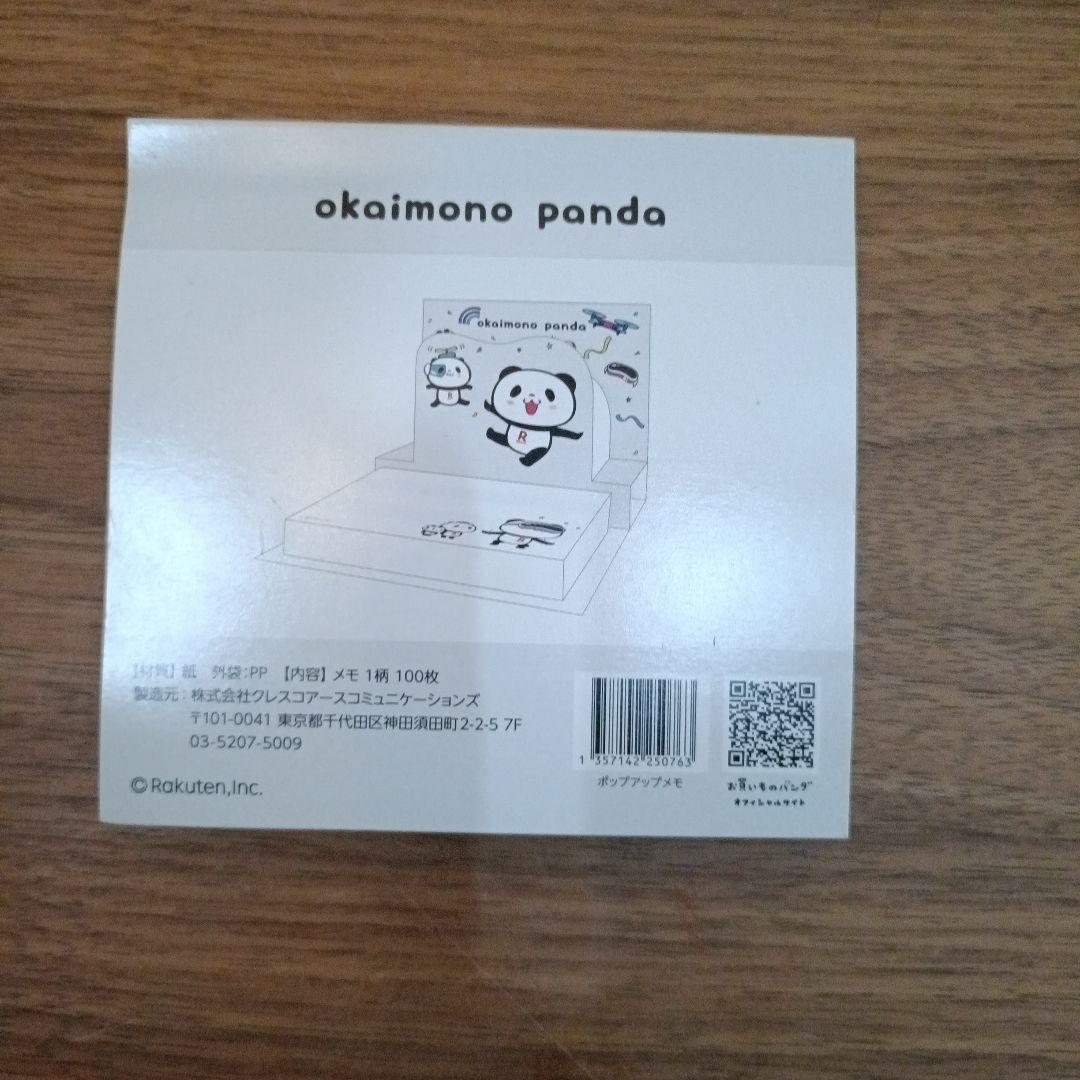 okaimono panda
okaimono panda
R
R
【材質】紙　外袋:PP 【内容】メモ 1柄 100枚
製造元：株式会社クレスコアースコミュニケーションズ
〒101-0041 東京都千代田区神田須田町2-2-5 7F
03-5207-5009
©Rakuten,Inc.
1 357142 250763
ポップアップメモ
お買いものパンダ
オフィシャルサイト